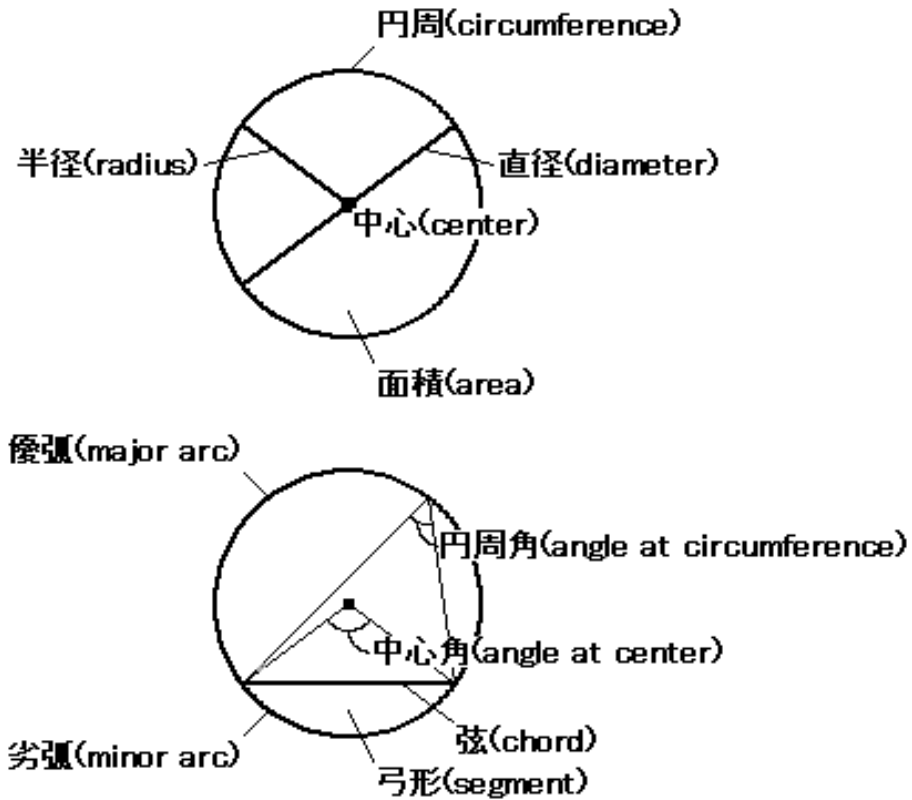 円周(circumference)
半径(radius)
直径(diameter)
中心(center)
面積(area)
優弧(major arc)
円周角(angle at circumference)
中心角(angle at center)
弦(chord)
劣弧(minor arc)
弓形(segment)